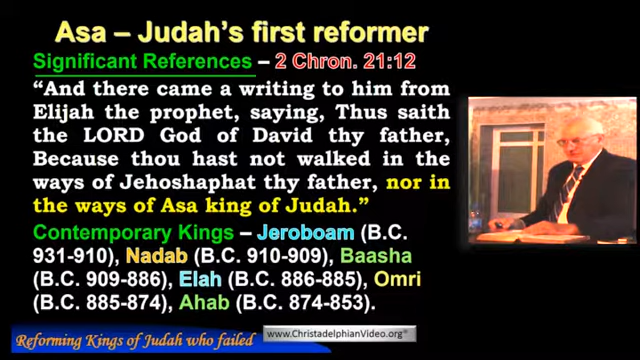 Asa – Judah's first reformer
Significant References – 2 Chron. 21:12
“And there came a writing to him from
Elijah the prophet, saying, Thus saith
the LORD God of David thy father,
Because thou hast not walked in the
ways of Jehoshaphat thy father, nor in
the ways of Asa king of Judah.”
Contemporary Kings – Jeroboam (B.C.
931-910), Nadab (B.C. 910-909), Baasha
(B.C. 909-886), Elah (B.C. 886-885), Omri
(B.C. 885-874), Ahab (B.C. 874-853).
Reforming Kings of Judah who failed
www.ChristadelphianVideo.org®